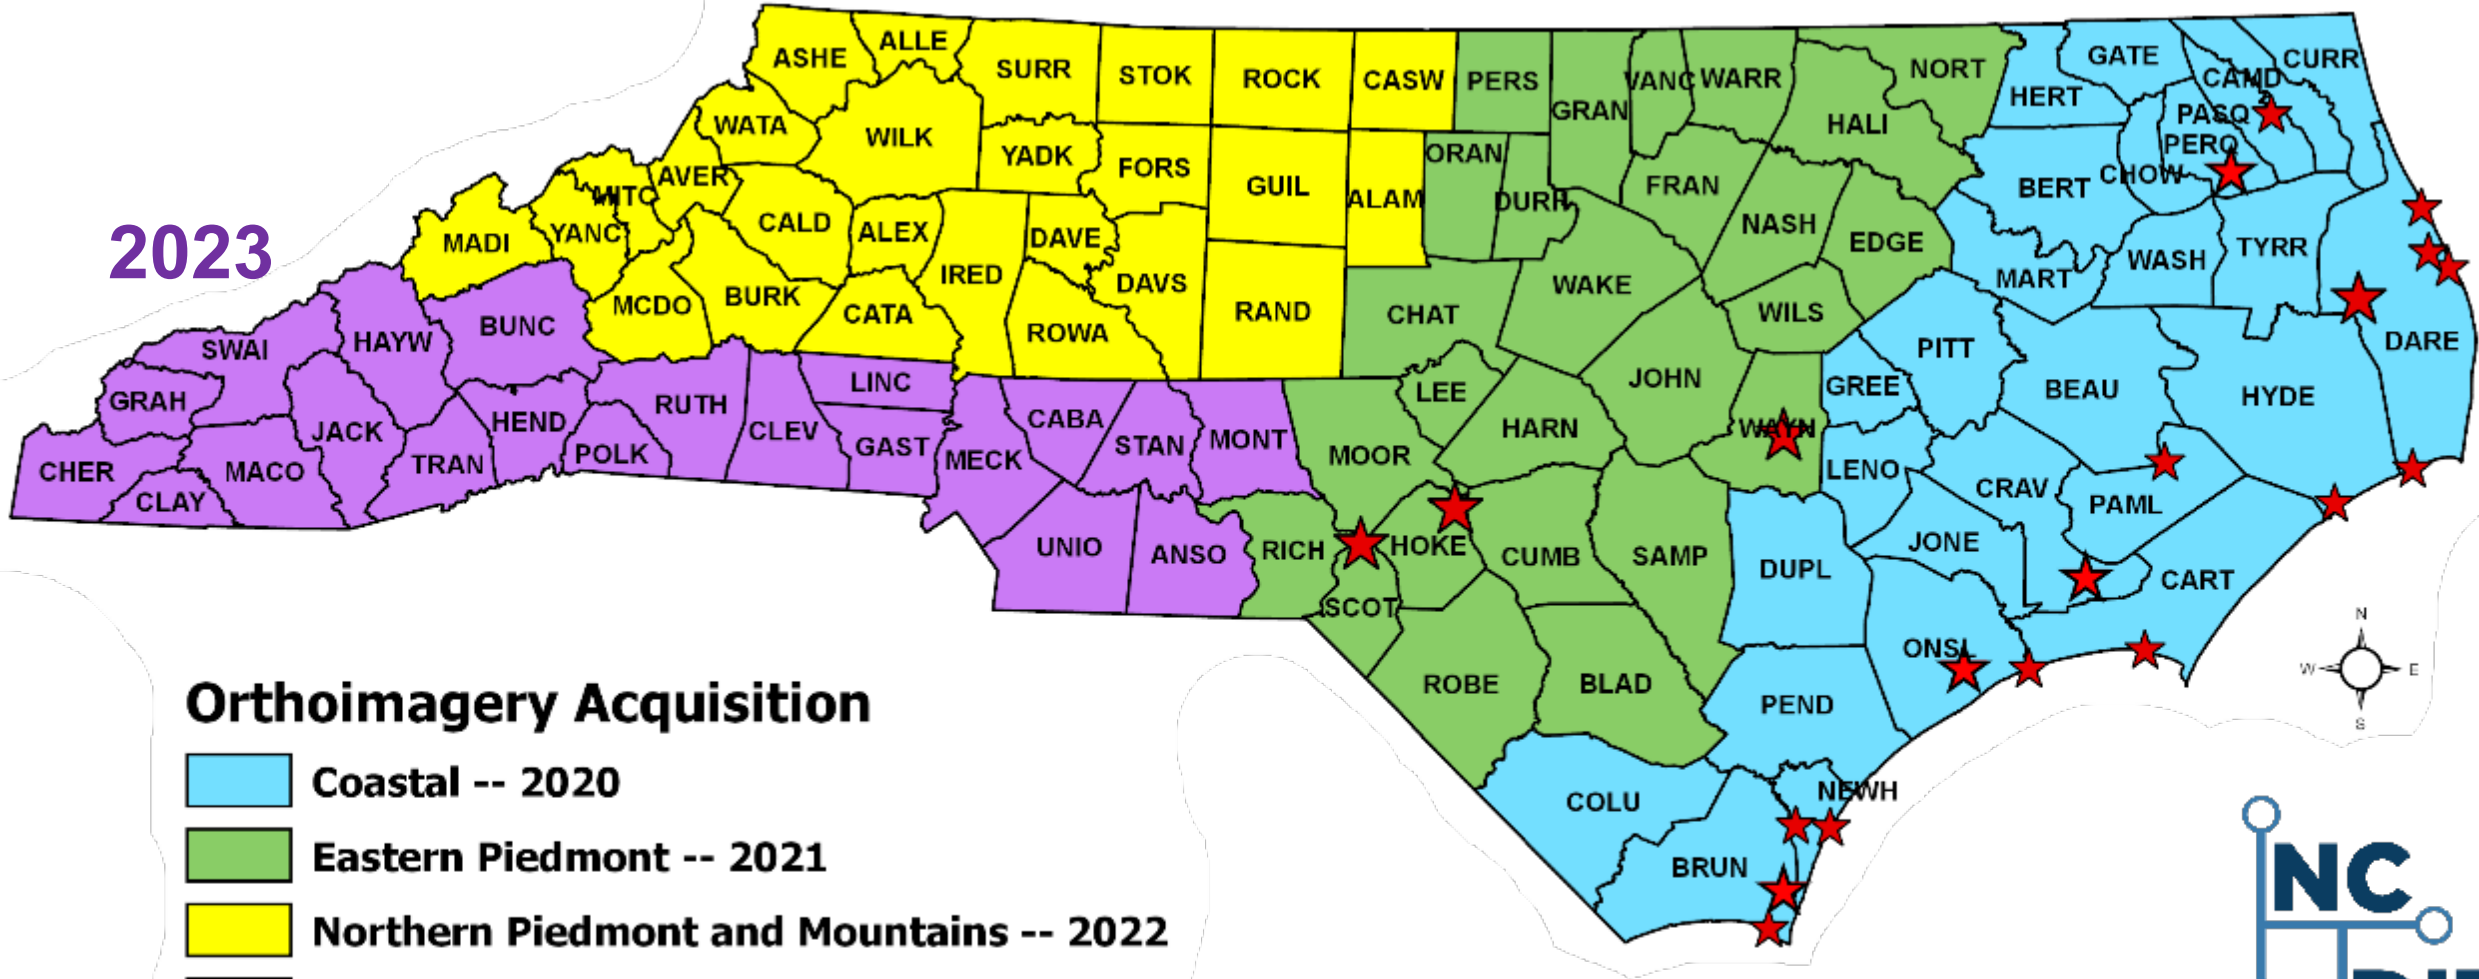 2023
ASHE
ALLE
SURR
STOK
ROCK
CASW
PERS
GRAN
VANC
WARR
HALI
NORT
HERT
GATE
CAMD
CURR
PASQ
PERQ
CHOW
BERT
WATA
WILK
YADK
FORS
GUIL
ALAM
ORAN
DURH
FRAN
NASH
EDGE
MART
WASH
TYRR
DARE
MADI
YANC
MITC
AVER
CALD
ALEX
IRED
DAVE
DAVS
RAND
CHAT
WAKE
WILS
PITT
BEAU
HYDE
MCDO
BURK
CATA
ROWA
SWAI
HAYW
BUNC
GRAH
JACK
HEND
RUTH
LINC
CLEV
GAST
CABA
STAN
MONT
MOOR
LEE
HARN
JOHN
WAYN
GREE
LENO
CRAV
PAML
CHER
CLAY
MACO
TRAN
POLK
MECK
UNIO
ANSO
RICH
HOKE
SCOT
CUMB
SAMP
DUPL
JONE
CART
ONSL
ROBE
BLAD
PEND
COLU
NEWH
BRUN
N
W
E
S
Orthoimagery Acquisition
Coastal -- 2020
Eastern Piedmont -- 2021
Northern Piedmont and Mountains -- 2022
NC